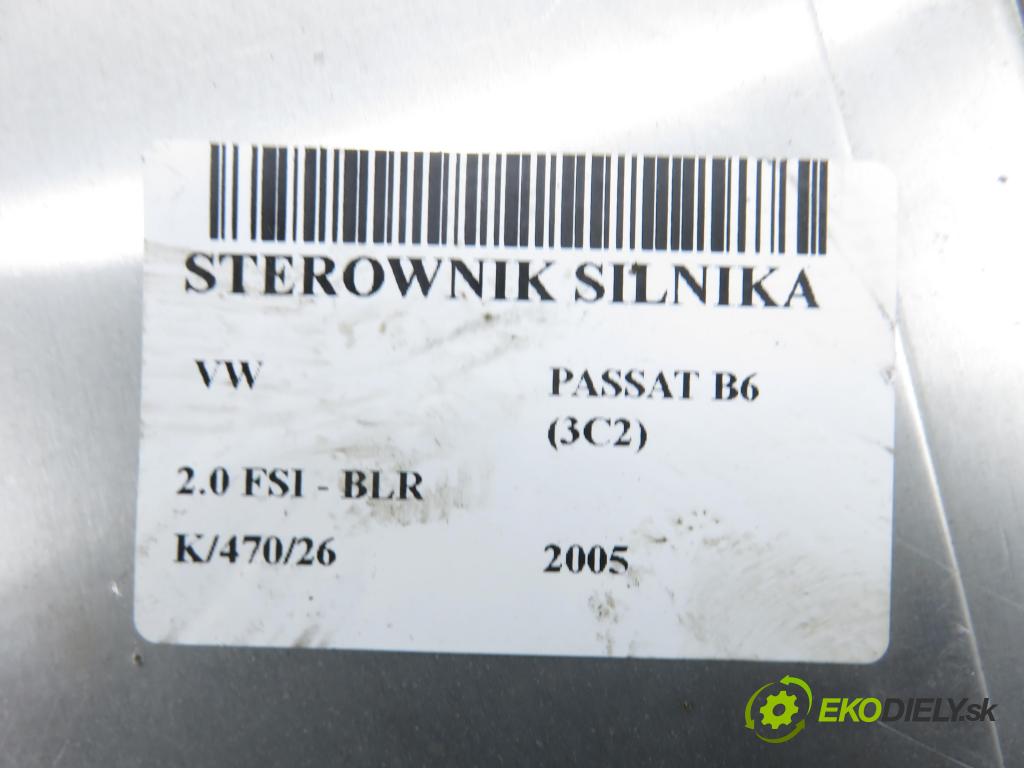 STEROWNIK SILNIKA
VW
PASSAT B6
(3C2)
2.0 FSI - BLR
K/470/26
2005
EKODIELY.sk